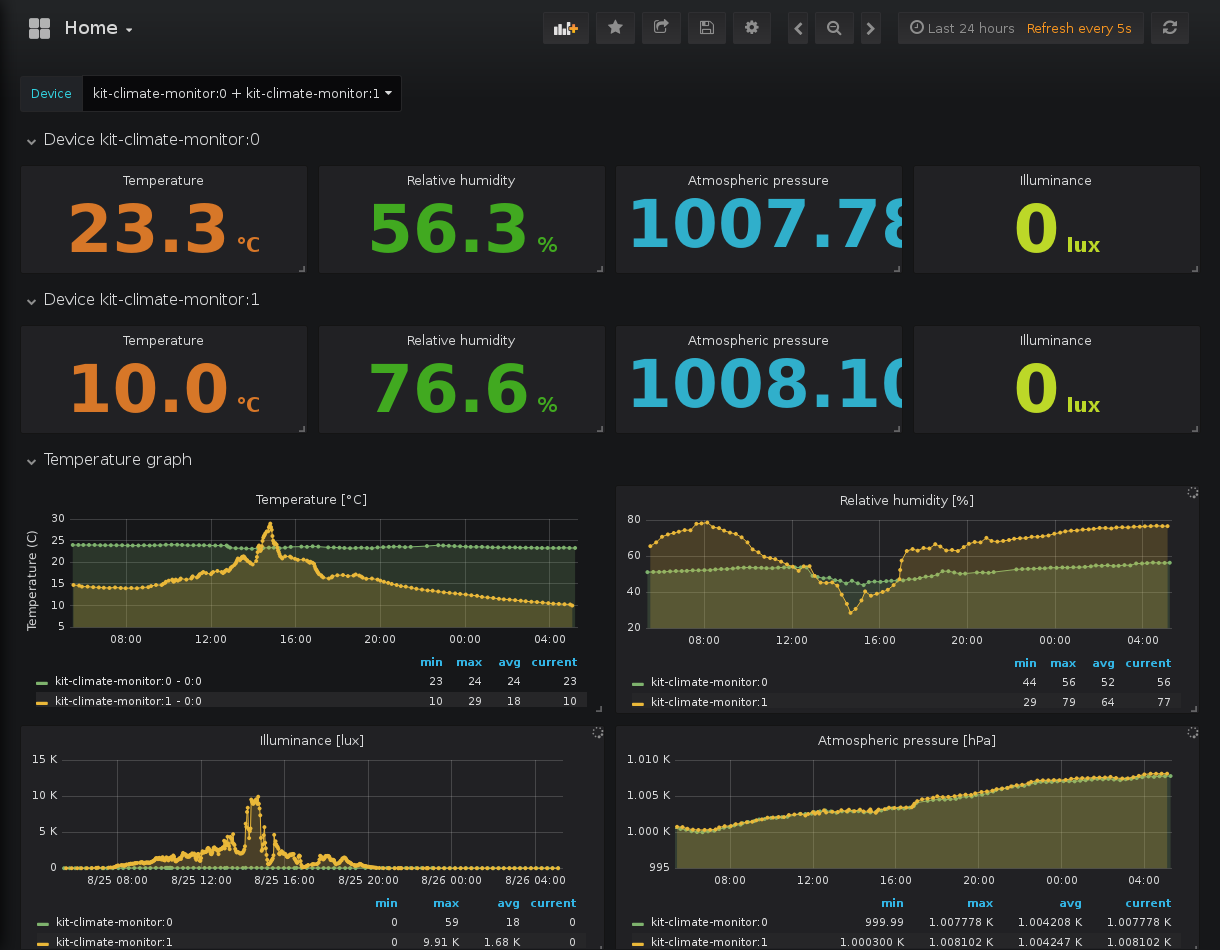 Home
Last 24 hours Refresh every 5s
Device kit-climate-monitor:0 + kit-climate-monitor:1
Device kit-climate-monitor:0
Temperature Relative humidity Atmospheric pressure Illuminance
23.3 °C 56.3 % 1007.78 0 lux
Device kit-climate-monitor:1
Temperature Relative humidity Atmospheric pressure Illuminance
10.0 °C 76.6 % 1008.10 0 lux
Temperature graph
Temperature [°C]
Temperature (C)
30
25
20
15
10
5
08:00 12:00 16:00 20:00 00:00 04:00
min max avg current
kit-climate-monitor:0 - 0:0 23 24 24 23
kit-climate-monitor:1 - 0:0 10 29 18 10
Relative humidity [%]
80
60
40
20
08:00 12:00 16:00 20:00 00:00 04:00
min max avg current
kit-climate-monitor:0 44 56 52 56
kit-climate-monitor:1 29 79 64 77
Illuminance [lux]
15 K
10 K
5 K
0
8/25 08:00 8/25 12:00 8/25 16:00 8/25 20:00 8/26 00:00 8/26 04:00
min max avg current
kit-climate-monitor:0 0 59 18 0
kit-climate-monitor:1 0 9.91 K 1.68 K 0
Atmospheric pressure [hPa]
1.010 K
1.005 K
1.000 K
995
08:00 12:00 16:00 20:00 00:00 04:00
min max avg current
kit-climate-monitor:0 999.99 1.007778 K 1.004208 K 1.007778 K
kit-climate-monitor:1 1.000300 K 1.008102 K 1.004247 K 1.008102 K